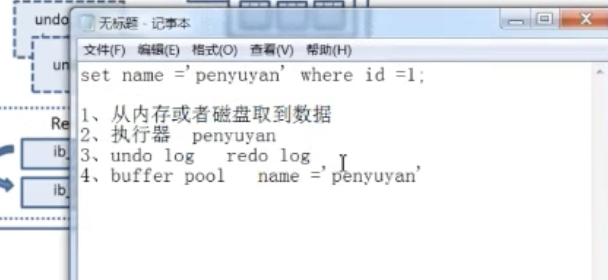 undo
un
Re
ib_
ib_
无标题 - 记事本
文件(F) 编辑(E) 格式(O) 查看(V) 帮助(H)
set name ='penyuyan' where id =1;
1、从内存或者磁盘取到数据
2、执行器 penyuyan
3、undo log redo log
4、buffer pool name ='penyuyan'